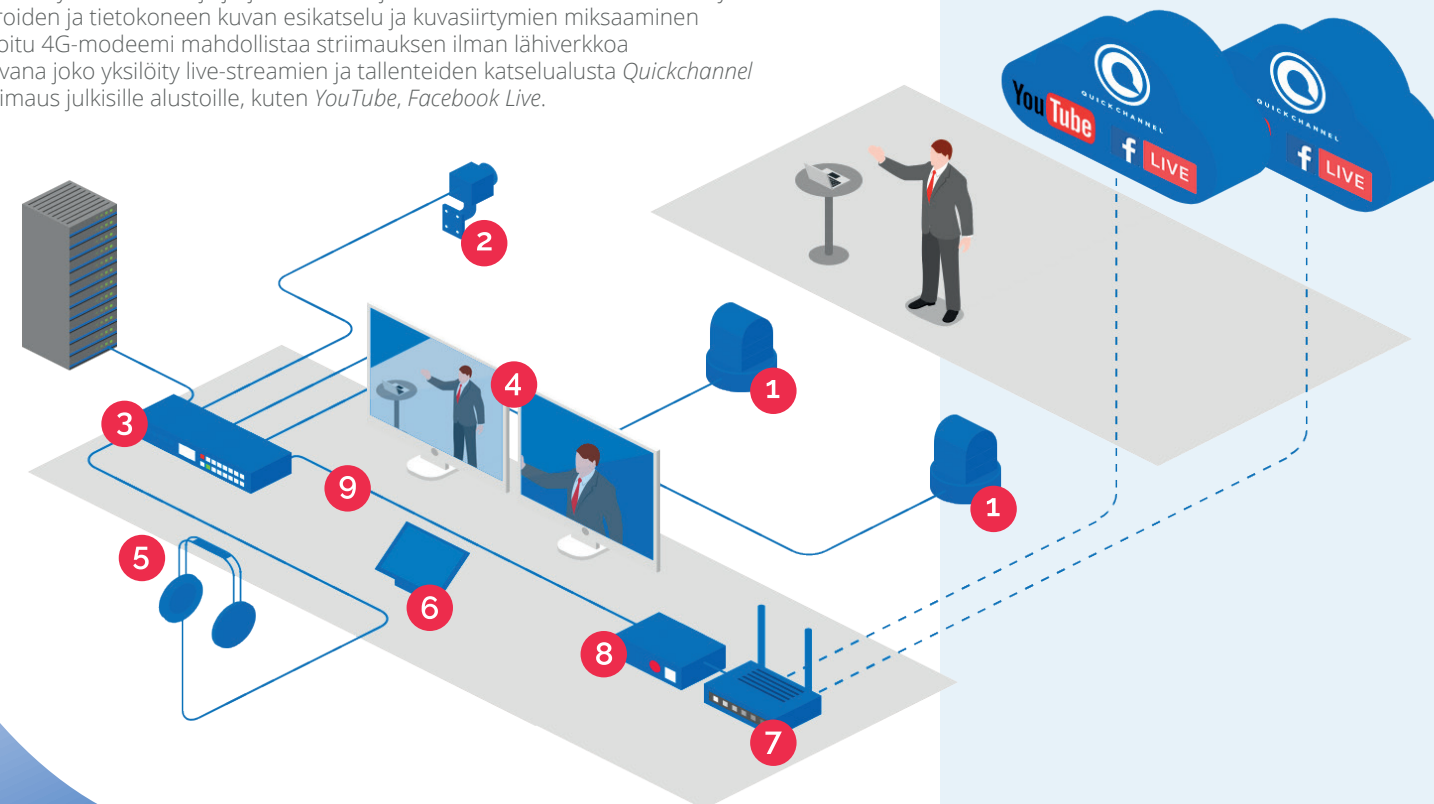 roiden ja tietokoneen kuvan esikatselu ja kuvasiirtymien miksaaminen
oitu 4G-modeemi mahdollistaa striimauksen ilman lähiverkkoa
vana joko yksilöity live-streamien ja tallenteiden katselualusta Quickchannel
imaus julkisille alustoille, kuten YouTube, Facebook Live.
QUICKCHANNEL
YouTube
f LIVE
QUICKCHANNEL
f LIVE
2
1
4
3
9
1
5
6
8
7